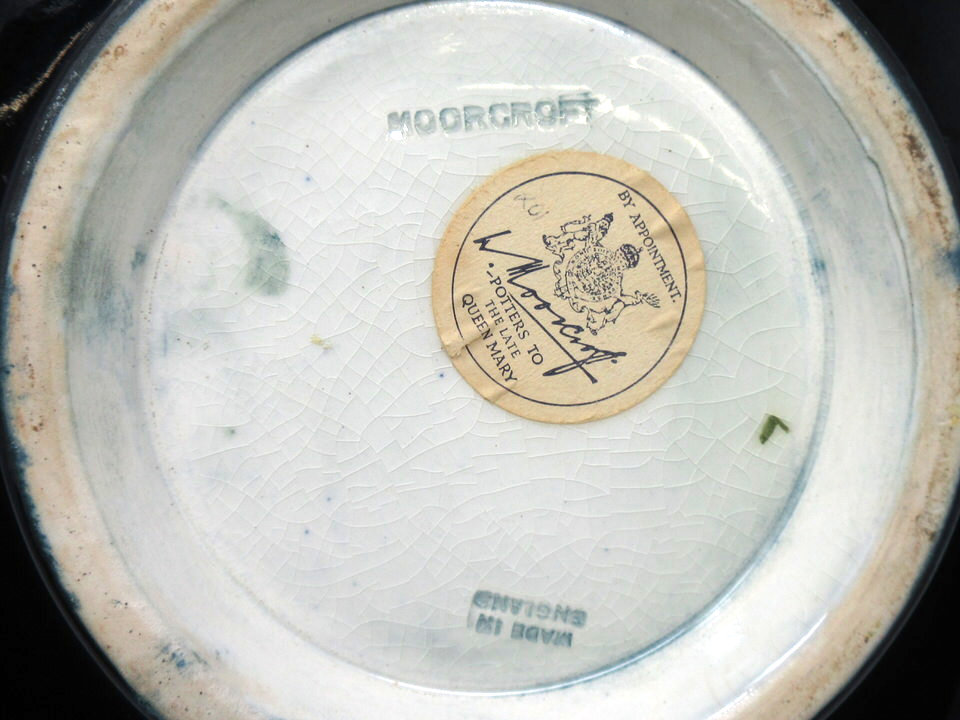 MOORCROFT
BY APPOINTMENT.
W. Moorcroft.
POTTERS TO
THE LATE
QUEEN MARY
MADE IN
ENGLAND